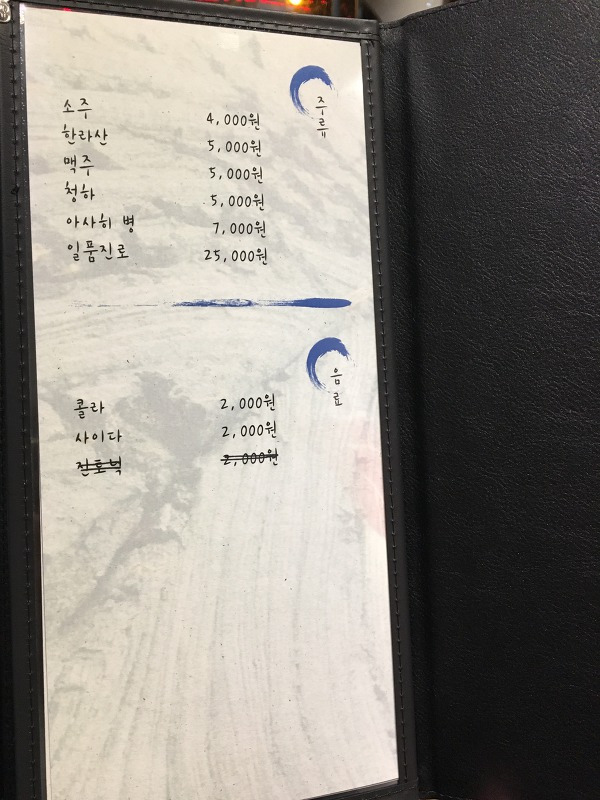 주류
소주 4,000원
한라산 5,000원
맥주 5,000원
청하 5,000원
아사히 병 7,000원
일품진로 25,000원
음료
콜라 2,000원
사이다 2,000원
2,000원